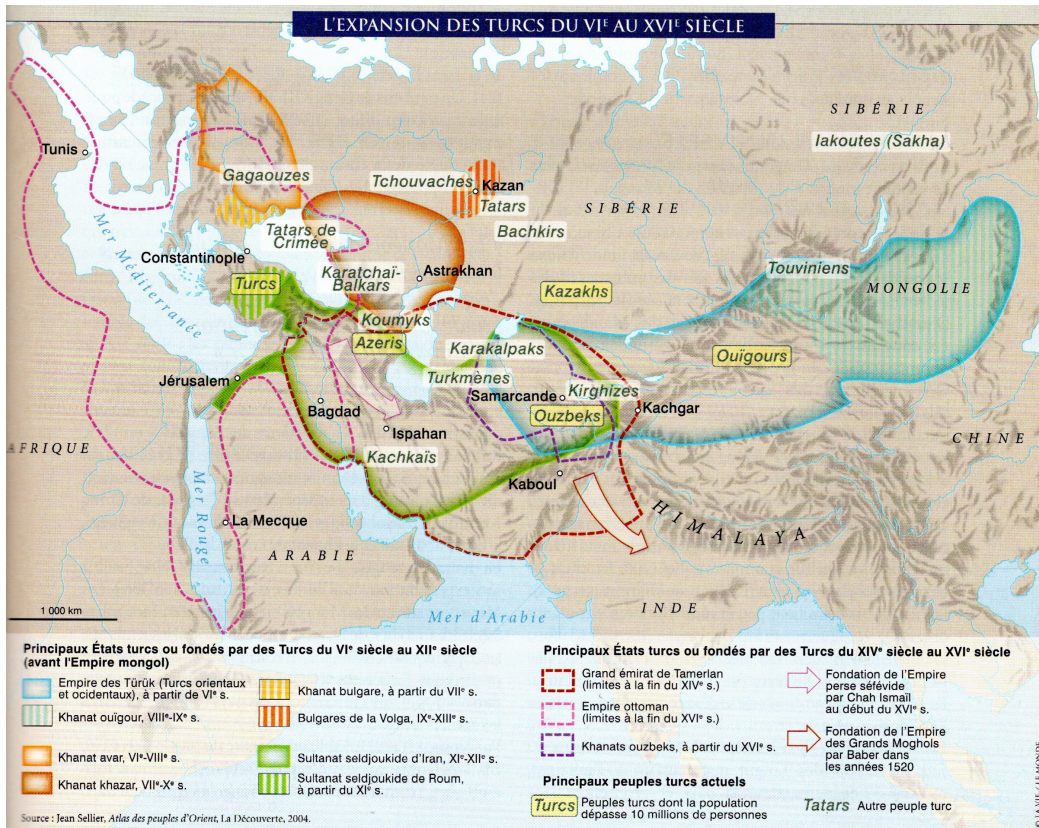 L'EXPANSION DES TURCS DU VIE AU XVIE SIÈCLE
SIBÉRIE
Iakoutes (Sakha)
Tunis
Gagaouzes
Tchouvaches
Kazan
Tatars
SIBÉRIE
Bachkirs
Tatars de
Crimée
Constantinople
Mer Méditerranée
Karatchaï-
Balkars
Astrakhan
Touviniens
MONGOLIE
Turcs
Kazakhs
Koumyks
Azeris
Karakalpaks
Ouïgours
Turkmènes
Kirghizes
Jérusalem
Samarcande
Kachgar
Bagdad
Ouzbeks
Ispahan
CHINE
AFRIQUE
Kachkaïs
Kaboul
Mer Rouge
La Mecque
HIMALAYA
ARABIE
INDE
1 000 km
Mer d'Arabie
Principaux États turcs ou fondés par des Turcs du VIe siècle au XIIe siècle
(avant l'Empire mongol)
Empire des Türük (Turcs orientaux
et ocidentaux), à partir de VIe s.
Khanat ouïgour, VIIIe-IXe s.
Khanat avar, VIe-VIIIe s.
Khanat khazar, VIIe-Xe s.
Khanat bulgare, à partir du VIIe s.
Bulgares de la Volga, IXe-XIIIe s.
Sultanat seldjoukide d'Iran, XIe-XIIe s.
Sultanat seldjoukide de Roum,
à partir du XIe s.
Principaux États turcs ou fondés par des Turcs du XIVe siècle au XVIe siècle
Grand émirat de Tamerlan
(limites à la fin du XIVe s.)
Empire ottoman
(limites à la fin du XVIe s.)
Khanats ouzbeks, à partir du XVIe s.
Fondation de l'Empire
perse séfévide
par Chah Ismaïl
au début du XVIe s.
Fondation de l'Empire
des Grands Moghols
par Baber dans
les années 1520
Principaux peuples turcs actuels
Turcs
Peuples turcs dont la population
dépasse 10 millions de personnes
Tatars
Autre peuple turc
Source : Jean Sellier, Atlas des peuples d'Orient, La Découverte, 2004.
© LA VIE / LE MONDE